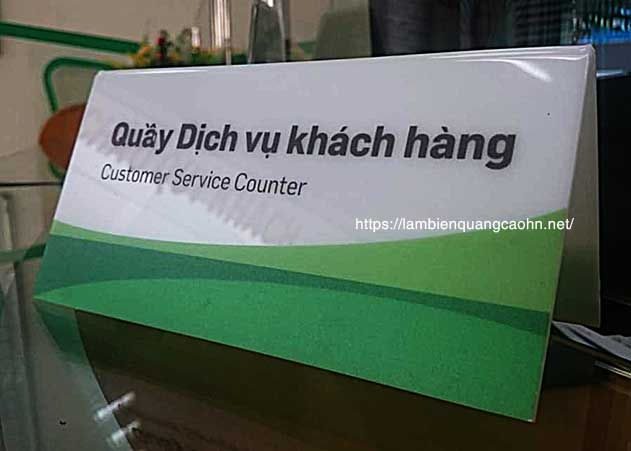 Quầy Dịch vụ khách hàng
Customer Service Counter
https://lambienquangcaohn.net/